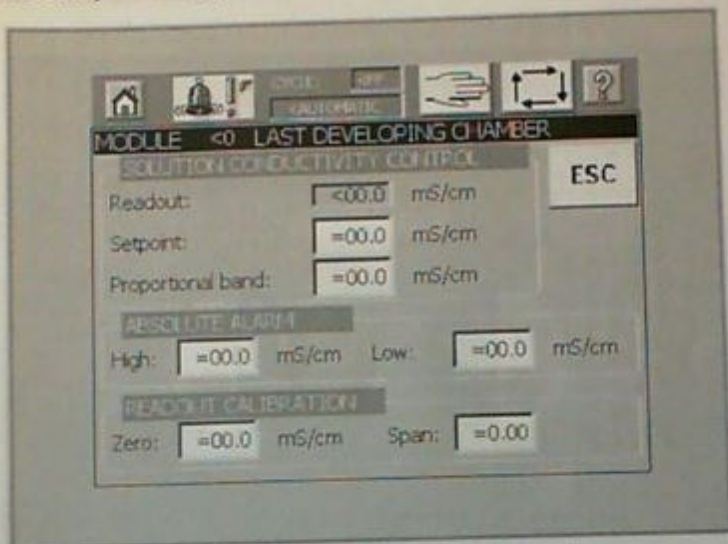 CYCLE: OFF
<AUTOMATIC
?
MODULE <0 LAST DEVELOPING CHAMBER
SOLUTION CONDUCTIVITY CONTROL
ESC
Readout: <00.0 mS/cm
Setpoint: =00.0 mS/cm
Proportional band: =00.0 mS/cm
ABSOLUTE ALARM
High: =00.0 mS/cm Low: =00.0 mS/cm
READOUT CALIBRATION
Zero: =00.0 mS/cm Span: =0.00